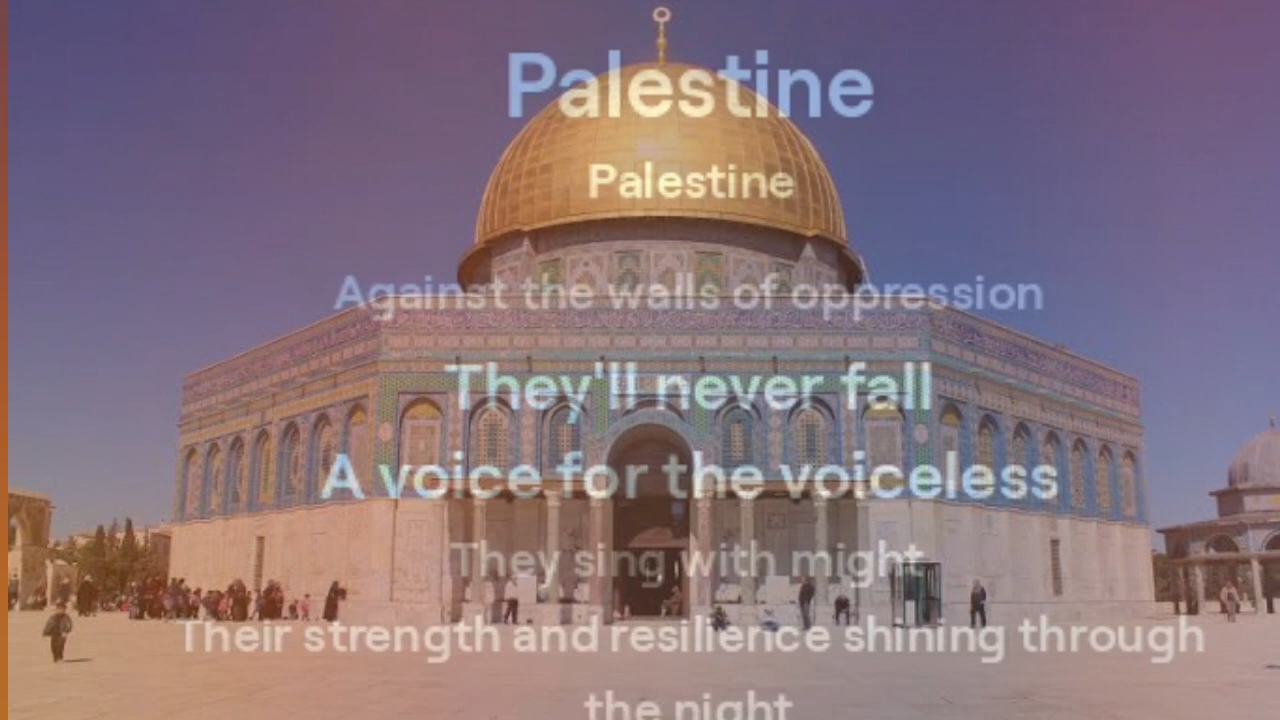 Palestine
Palestine
Against the walls of oppression
They'll never fall
A voice for the voiceless
They sing with might
Their strength and resilience shining through
the night